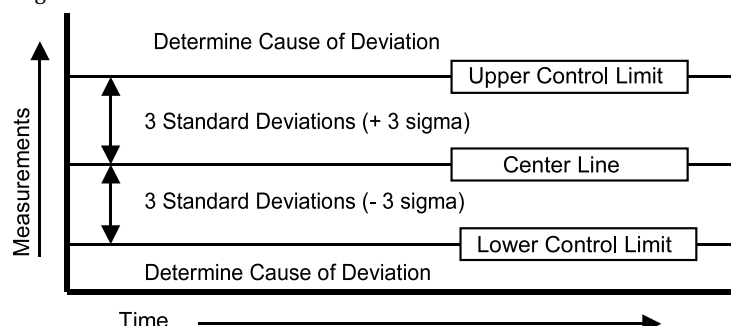 Determine Cause of Deviation
Upper Control Limit
3 Standard Deviations (+ 3 sigma)
Center Line
3 Standard Deviations (- 3 sigma)
Lower Control Limit
Determine Cause of Deviation
Measurements
Time